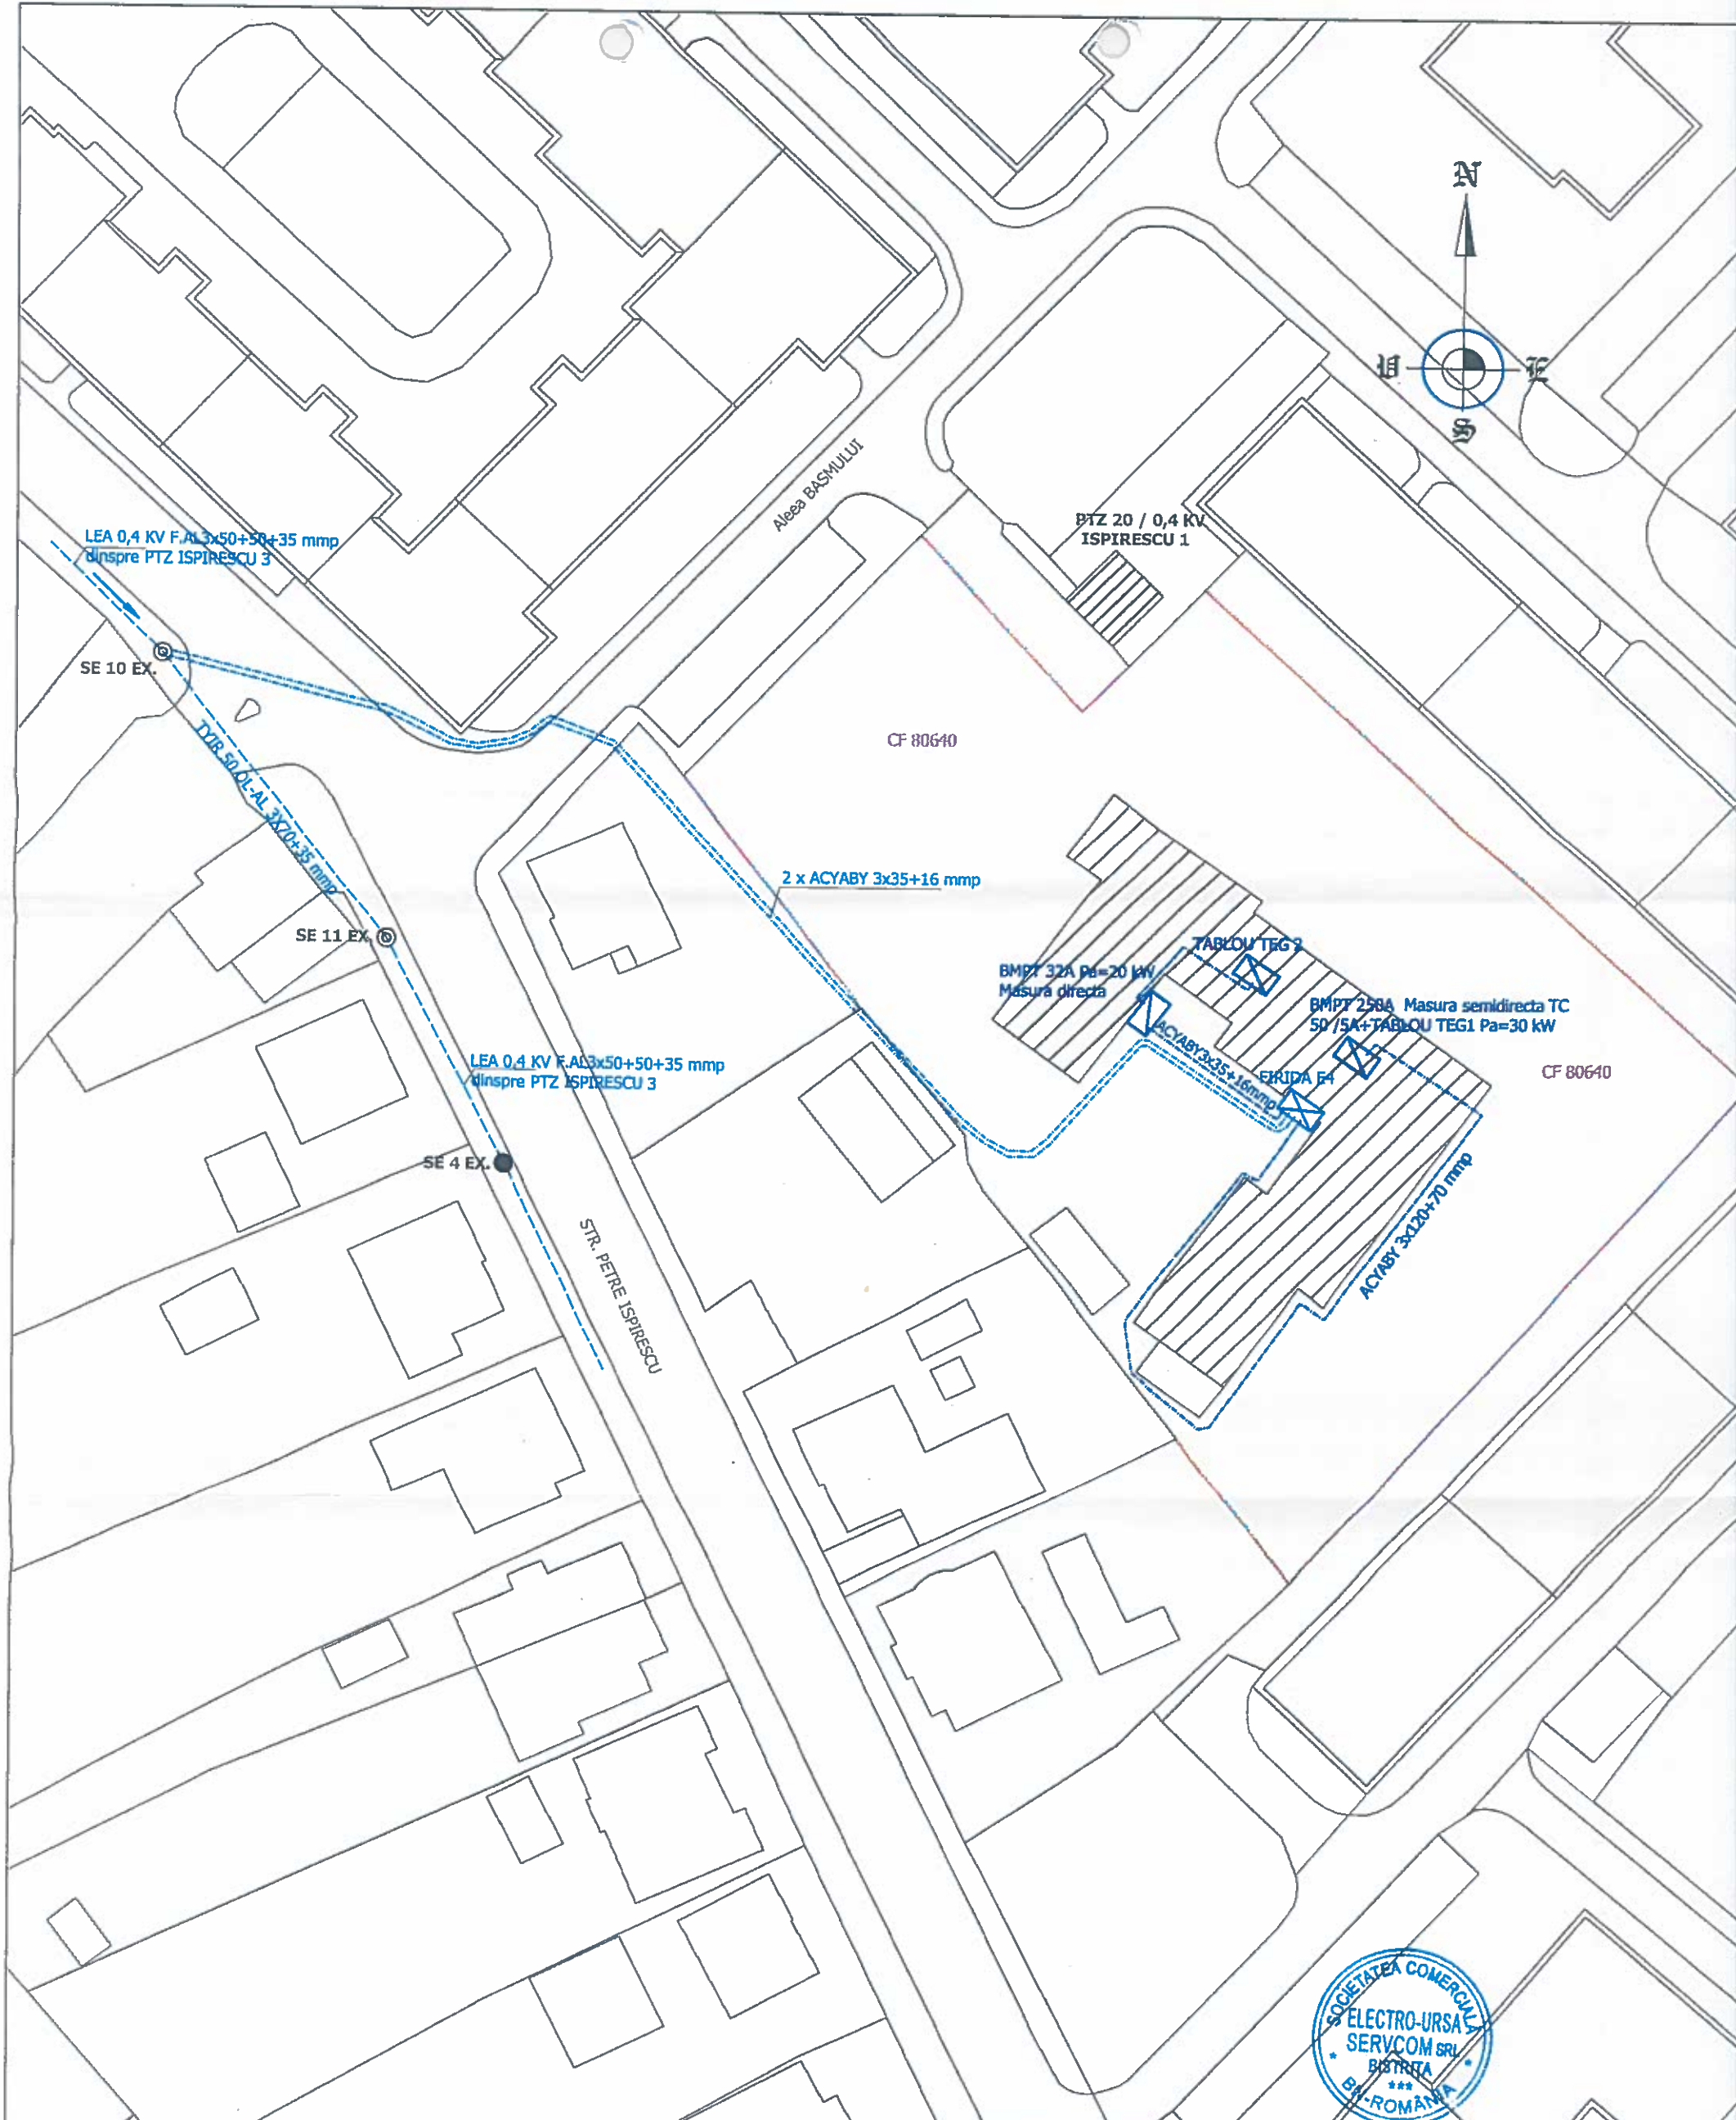 N
V
E
S
Aleea BASMULUI
PTZ 20 / 0,4 KV
ISPIRESCU 1
LEA 0,4 KV F.AL3x50+50+35 mmp
dinspre PTZ ISPIRESCU 3
SE 10 EX.
TYIR 50 OL-AL 3X70+35 mmp
CF 80640
2 x ACYABY 3x35+16 mmp
SE 11 EX.
TABLOU TEG 2
BMPT 32A Pa=20 kW
Masura directa
BMPT 250A Masura semidirecta TC
50 /5A+TABLOU TEG1 Pa=30 kW
ACYABY3x35+16mmp
FIRIDA E4
CF 80640
LEA 0,4 KV F.AL3x50+50+35 mmp
dinspre PTZ ISPIRESCU 3
SE 4 EX.
STR. PETRE ISPIRESCU
ACYABY 3x120+70 mmp
SOCIETATEA COMERCIALĂ
ELECTRO-URSA
SERVCOM SRL
BISTRIȚA
***
BN-ROMÂNIA